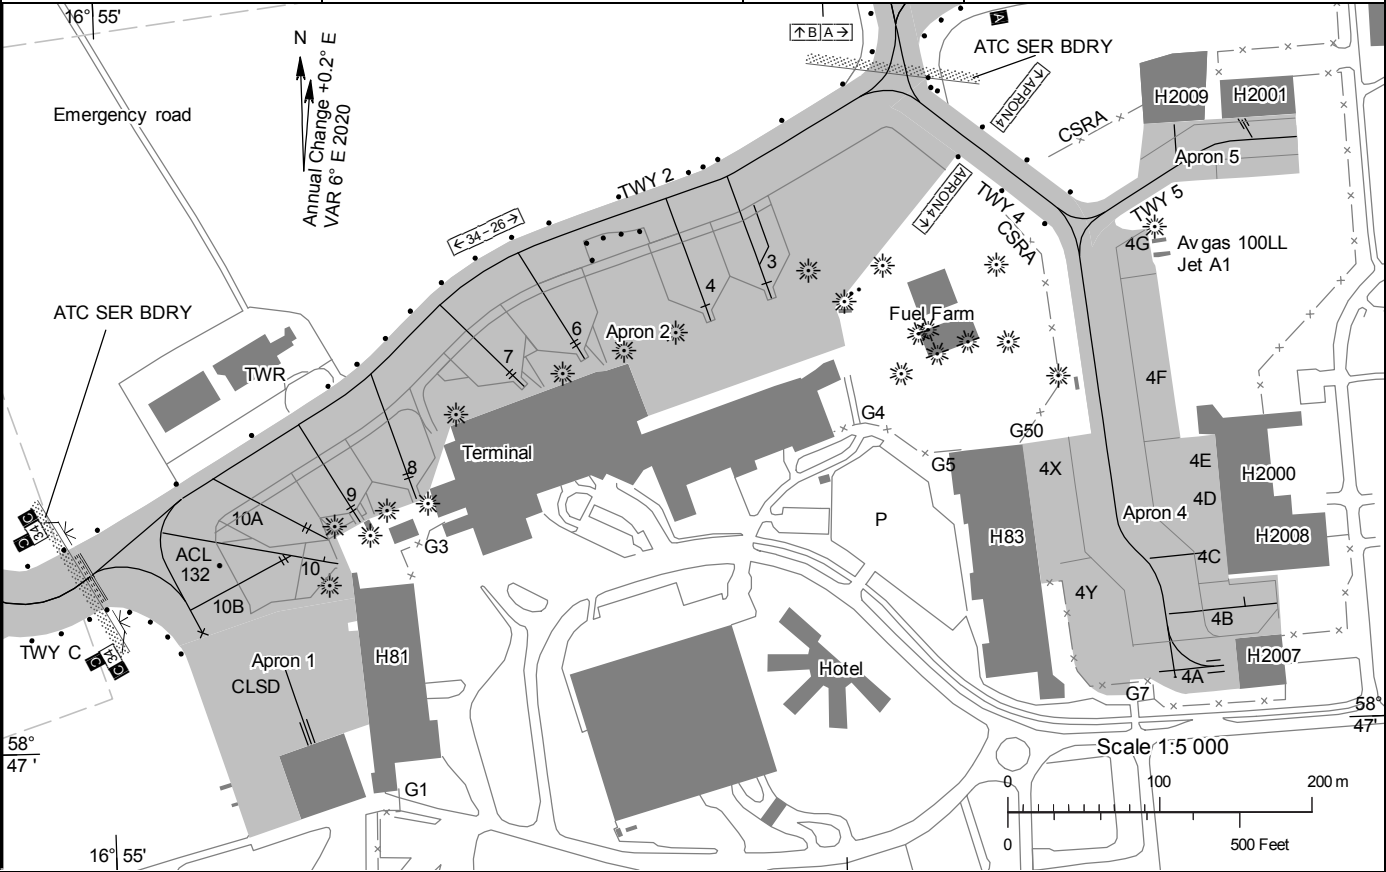 16° 55'
↑B A→
A
ATC SER BDRY
N
Annual Change +0.2° E
VAR 6° E 2020
Emergency road
↑APRON4
CSRA
H2009
H2001
Apron 5
TWY 2
←34-26→
APRON4↑
TWY 4
CSRA
TWY 5
4G
Avgas 100LL
Jet A1
ATC SER BDRY
3
4
6
7
Apron 2
Fuel Farm
TWR
4F
G4
G50
Terminal
8
9
G5
4X
4E
H2000
4D
10A
P
Apron 4
C
34
C
G3
H83
H2008
ACL
132
10
4C
10B
4Y
4B
TWY C
34
C
C
Apron 1
H81
Hotel
H2007
CLSD
4A
G7
58°
47'
58°
47'
Scale 1:5 000
0
100
200 m
G1
0
500 Feet
16° 55'